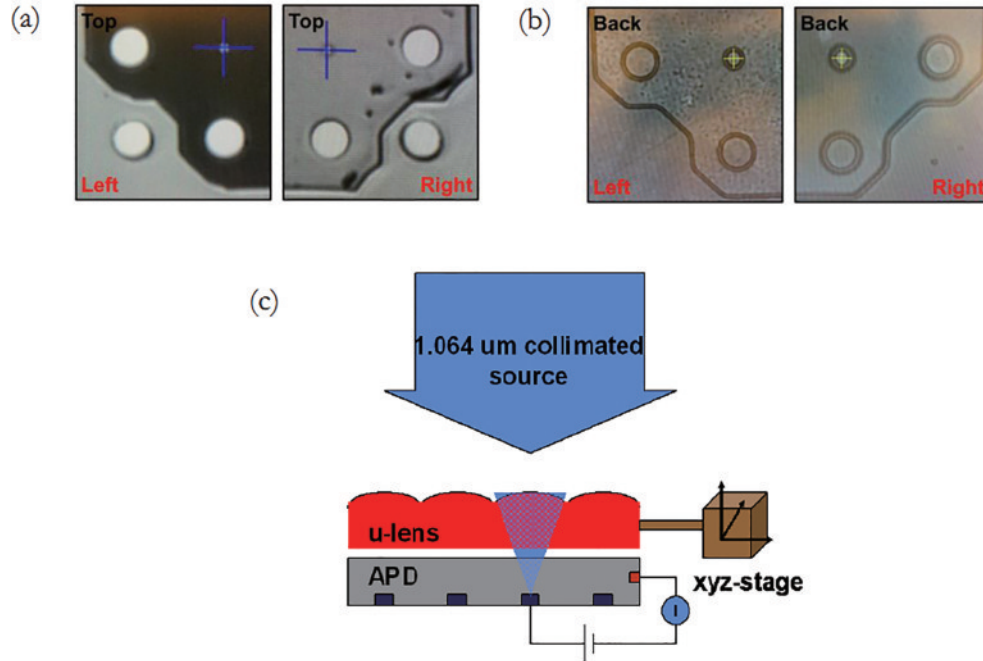 (a)
Top
Left
Top
Right
(b)
Back
Left
Back
Right
(c)
1.064 um collimated
source
u-lens
APD
xyz-stage
I